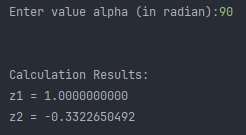 Enter value alpha (in radian):90
Calculation Results:
z1 = 1.0000000000
z2 = -0.3322650492